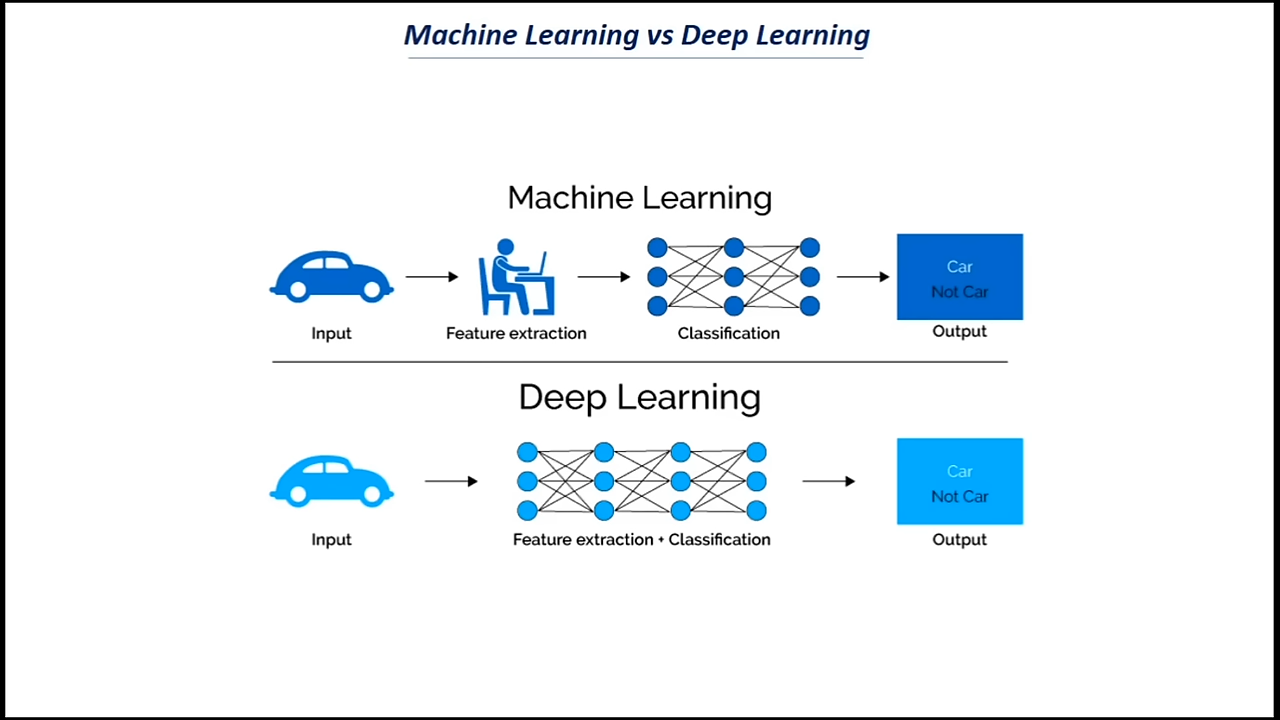 Machine Learning vs Deep Learning
Machine Learning
Car
Not Car
Input
Feature extraction
Classification
Output
Deep Learning
Car
Not Car
Input
Feature extraction + Classification
Output